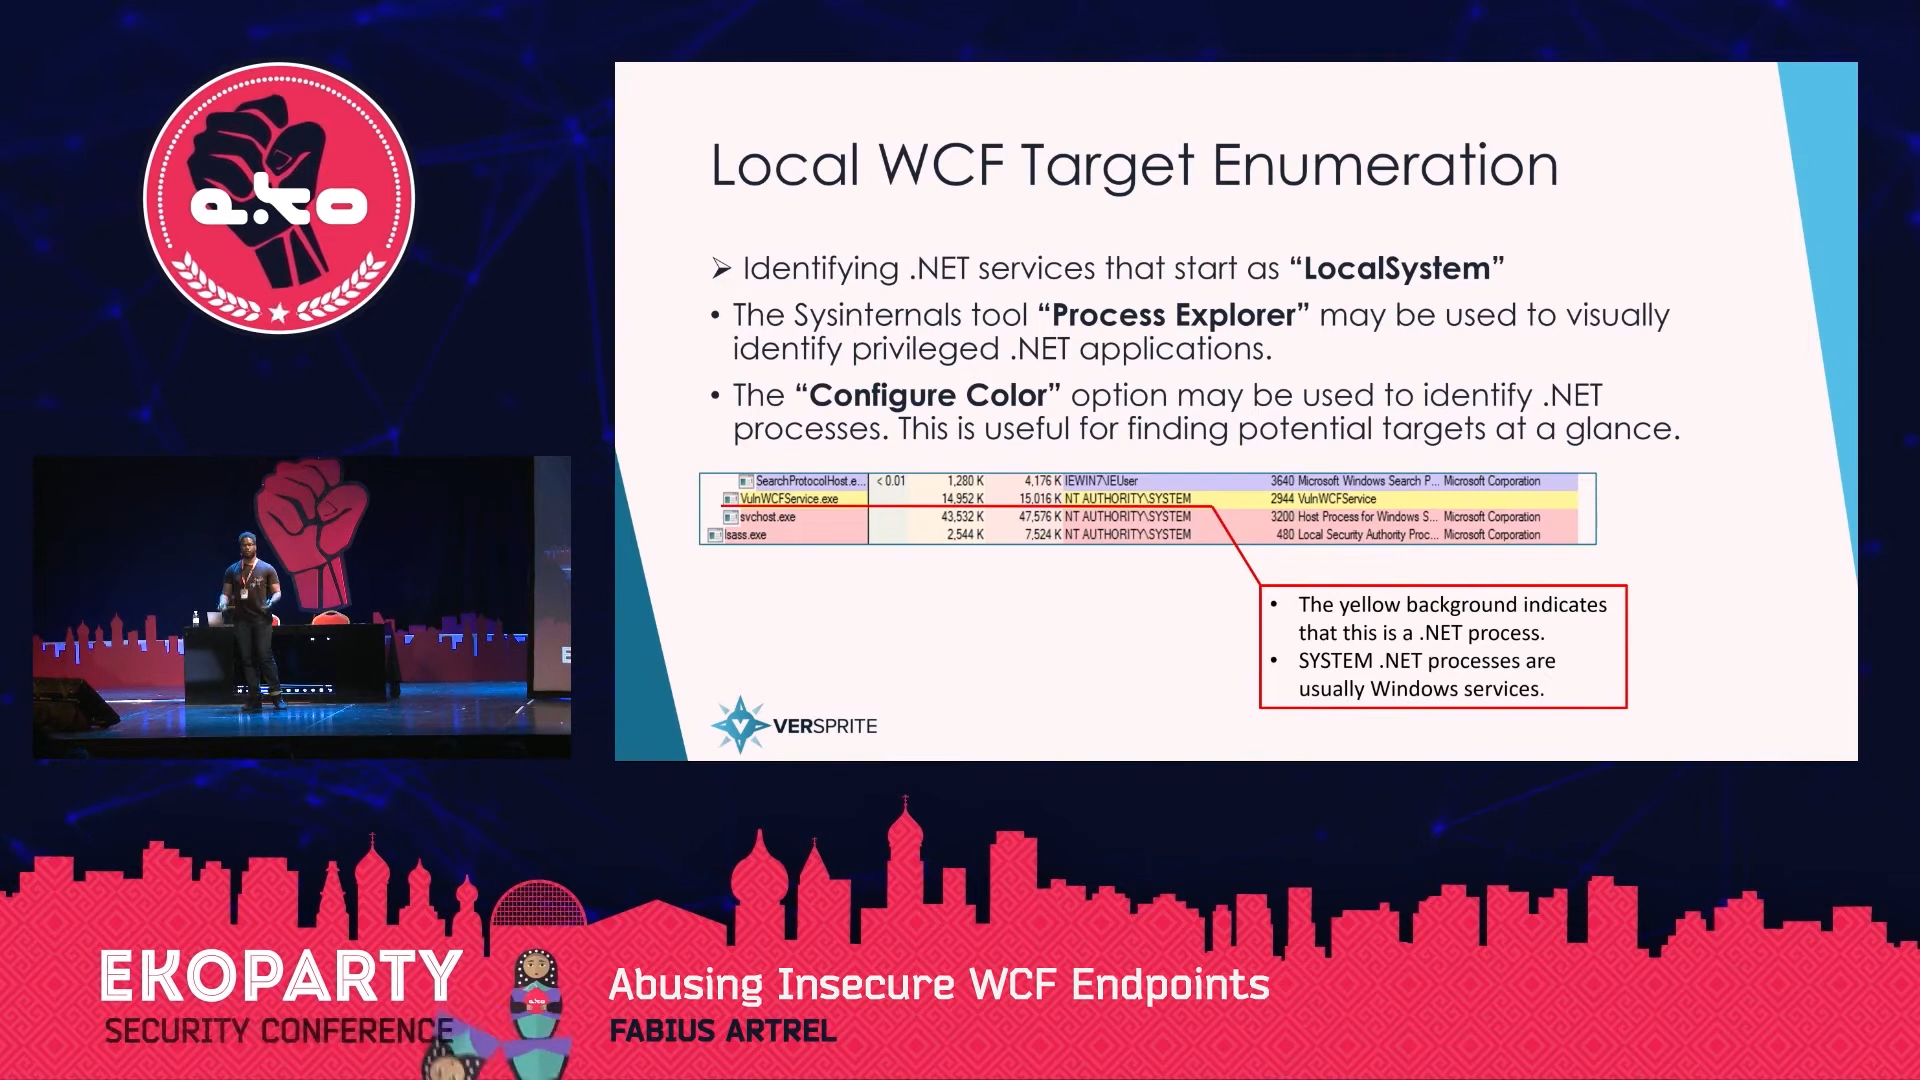 eko
Local WCF Target Enumeration
➢ Identifying .NET services that start as “LocalSystem”
• The Sysinternals tool “Process Explorer” may be used to visually
identify privileged .NET applications.
• The “Configure Color” option may be used to identify .NET
processes. This is useful for finding potential targets at a glance.
SearchProtocolHost.e... < 0.01 1,280 K 4,176 K IEWIN7\IEUser 3640 Microsoft Windows Search P... Microsoft Corporation
VulnWCFService.exe 14,952 K 15,016 K NT AUTHORITY\SYSTEM 2944 VulnWCFService
svchost.exe 43,532 K 47,576 K NT AUTHORITY\SYSTEM 3200 Host Process for Windows S... Microsoft Corporation
lsass.exe 2,544 K 7,524 K NT AUTHORITY\SYSTEM 480 Local Security Authority Proc... Microsoft Corporation
• The yellow background indicates
that this is a .NET process.
• SYSTEM .NET processes are
usually Windows services.
VERSPRITE
EKOPARTY
SECURITY CONFERENCE
eko
Abusing Insecure WCF Endpoints
FABIUS ARTREL